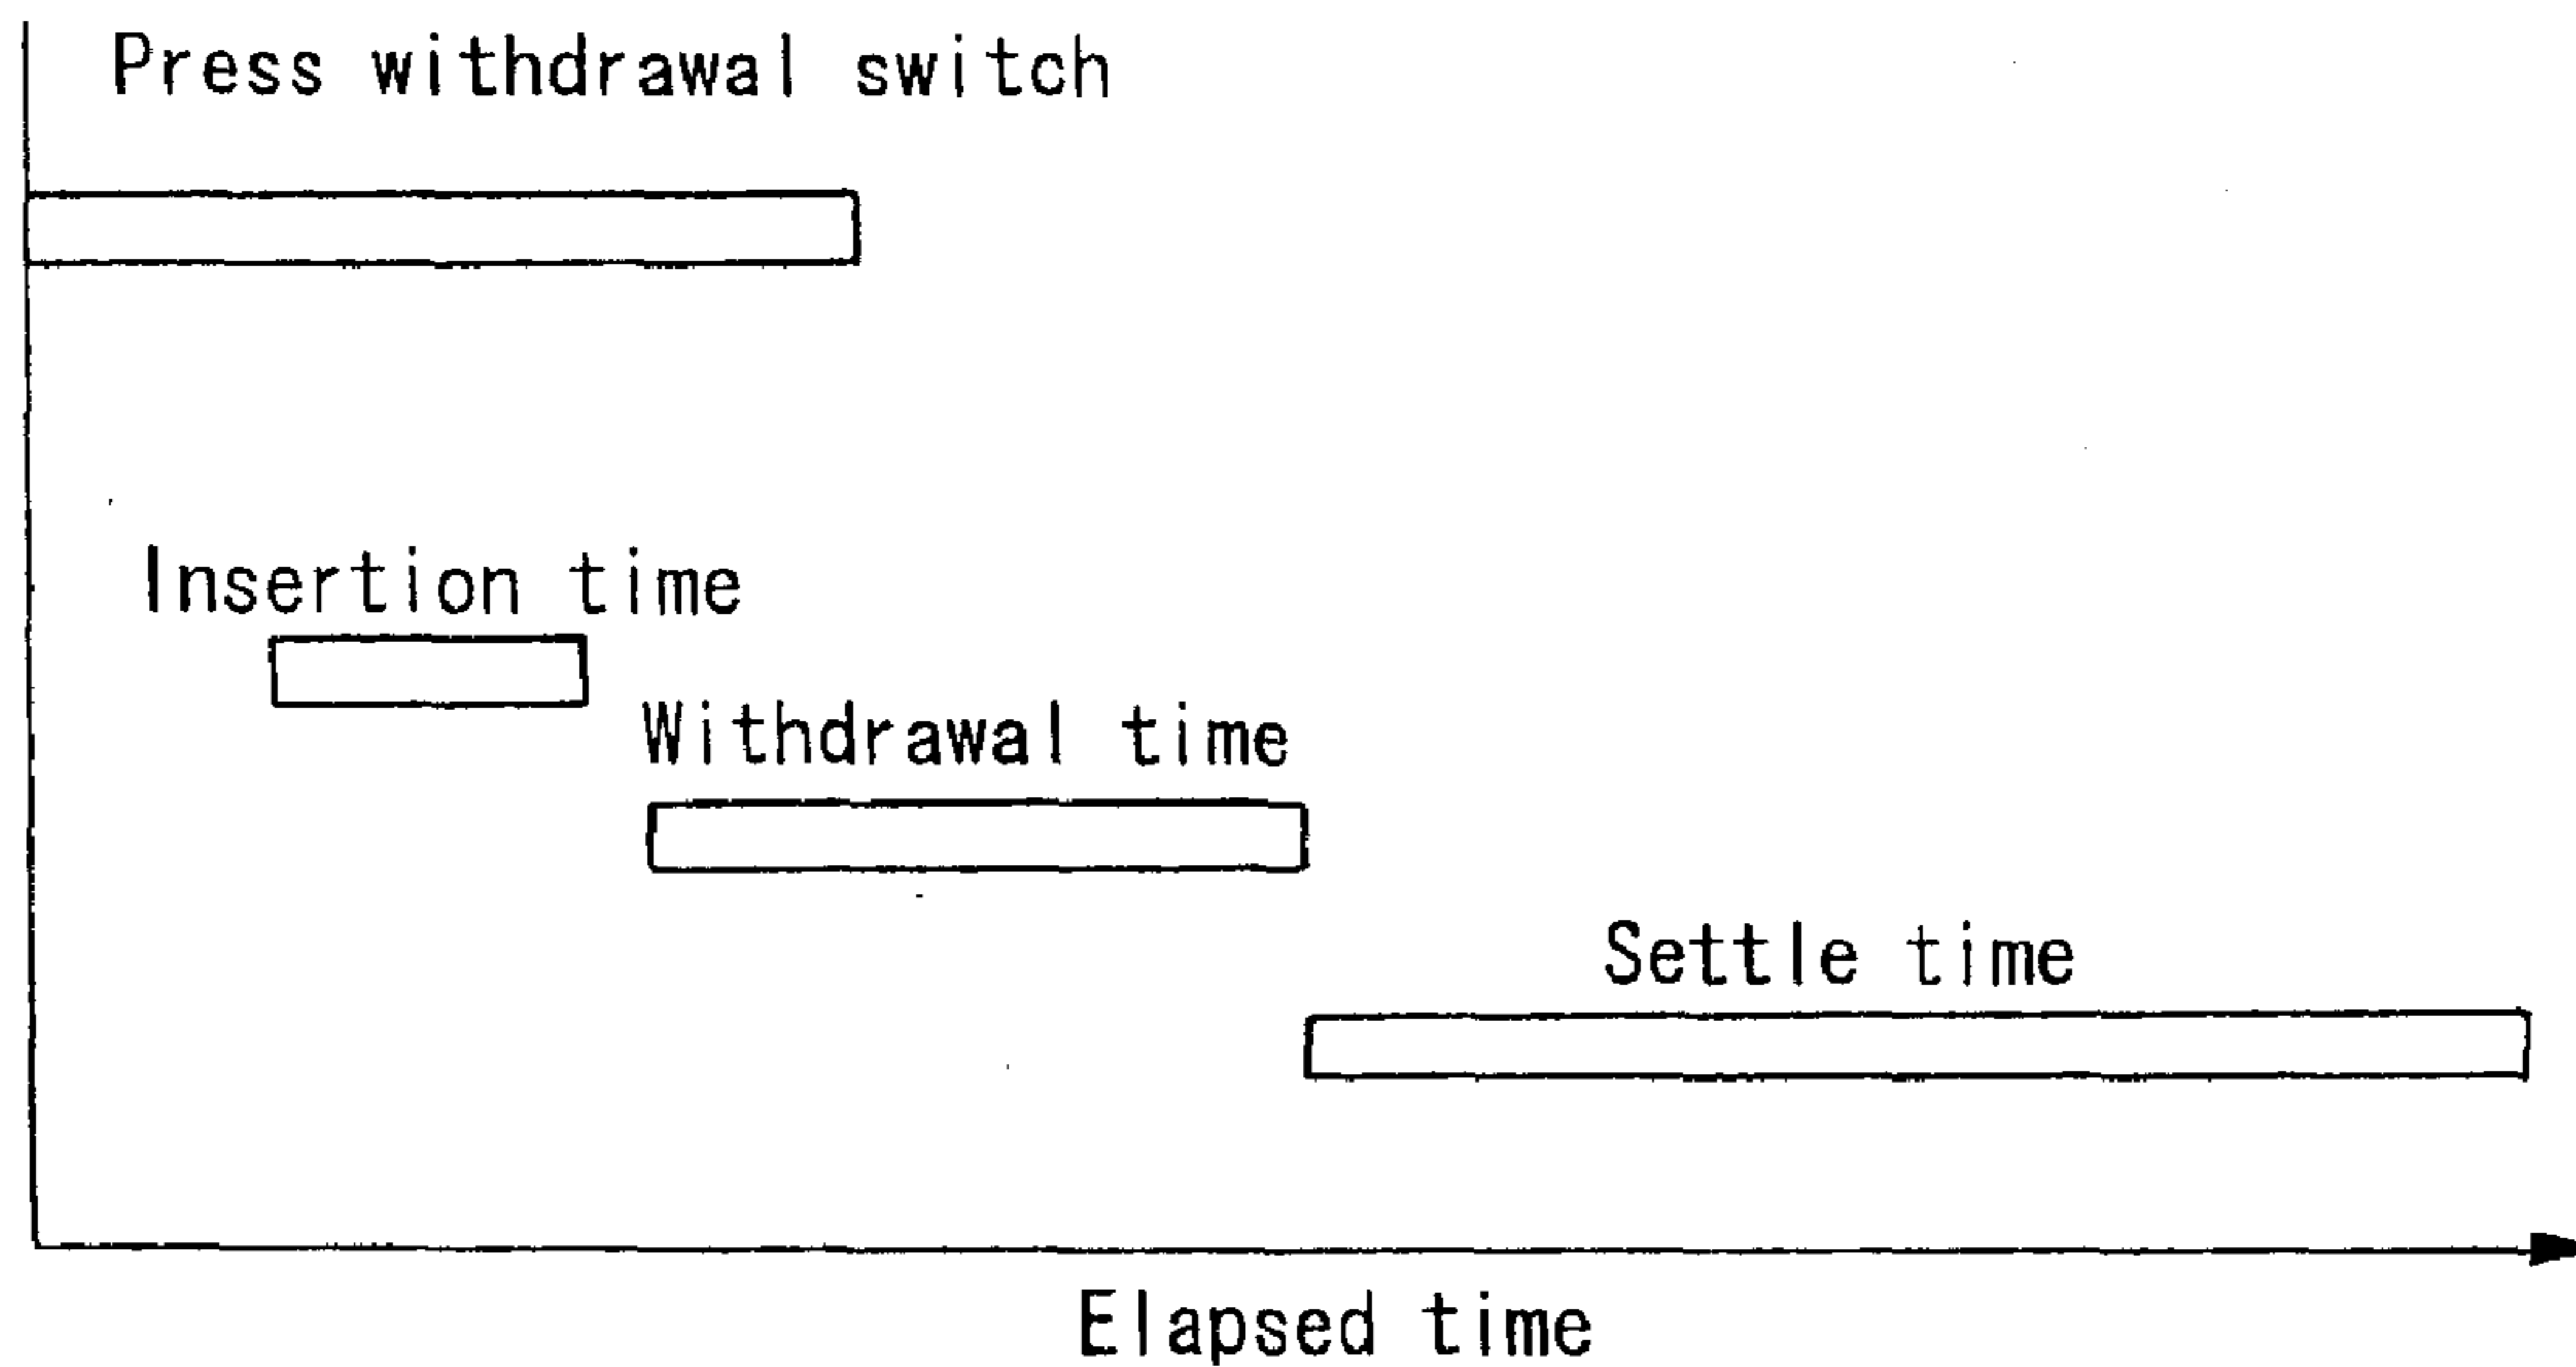 Press withdrawal switch
Insertion time
Withdrawal time
Settle time
Elapsed time